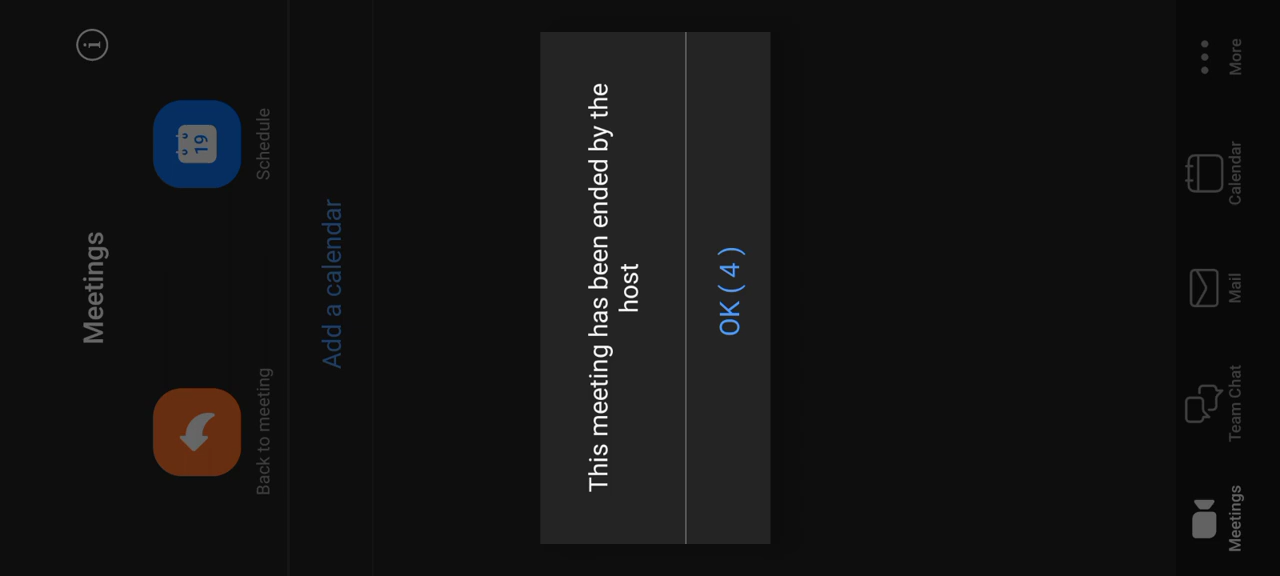 Meetings
Back to meeting
19
Schedule
Add a calendar
This meeting has been ended by the
host
OK ( 4 )
Meetings
Team Chat
Mail
Calendar
More